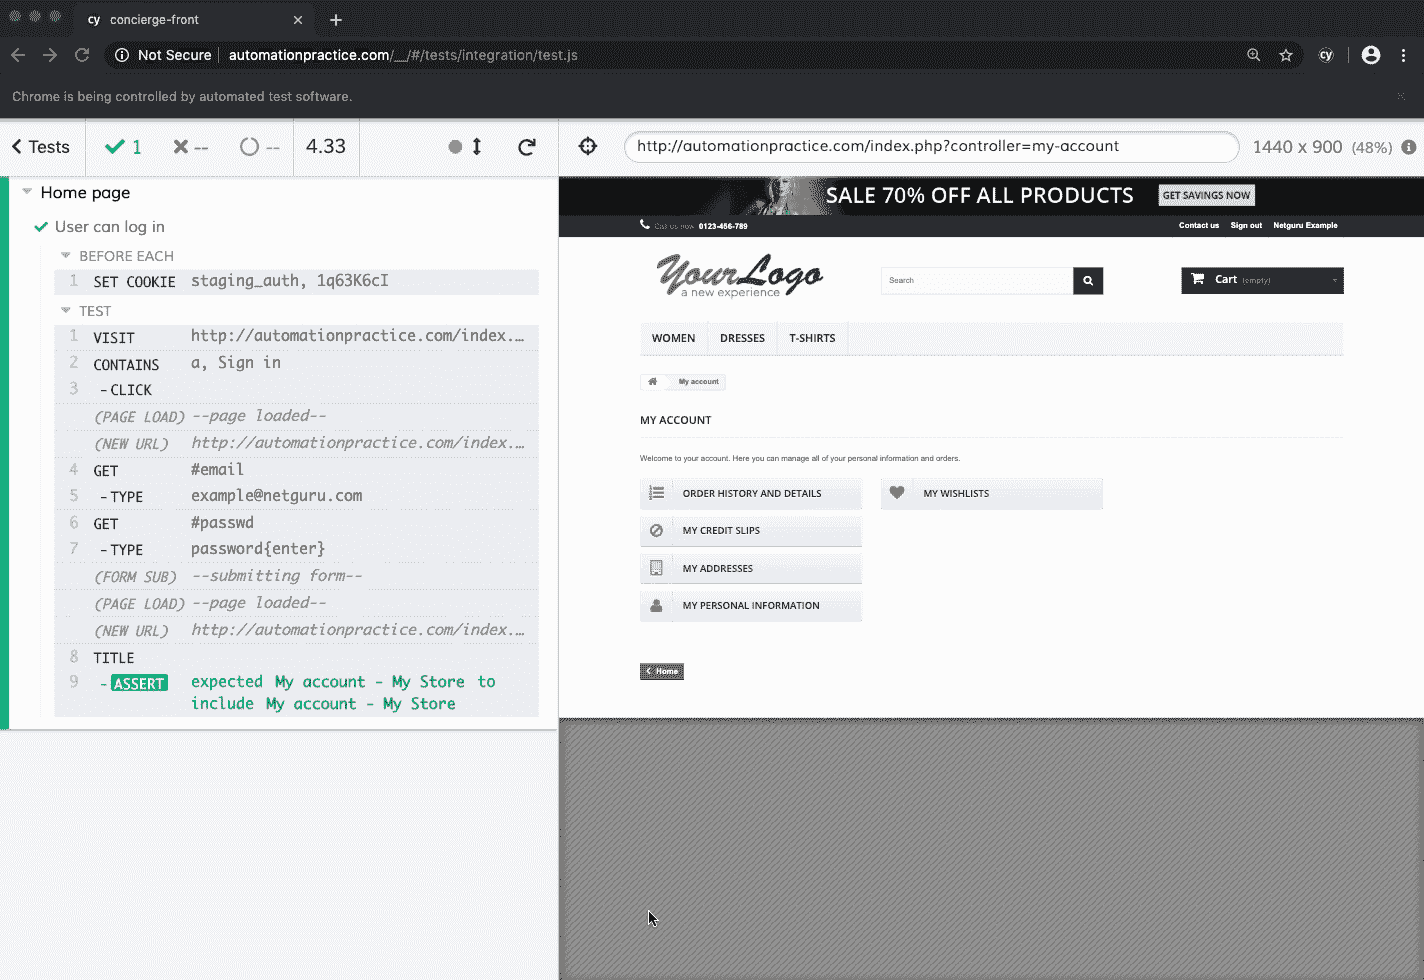 cy concierge-front
Not Secure automationpractice.com/__/#/tests/integration/test.js
cy
Chrome is being controlled by automated test software.
Tests 1 -- -- 4.33
http://automationpractice.com/index.php?controller=my-account 1440 x 900 (48%)
Home page
User can log in
BEFORE EACH
1 SET COOKIE staging_auth, 1q63K6cI
TEST
1 VISIT http://automationpractice.com/index.…
2 CONTAINS a, Sign in
3 -CLICK
(PAGE LOAD) --page loaded--
(NEW URL) http://automationpractice.com/index.…
4 GET #email
5 -TYPE example@netguru.com
6 GET #passwd
7 -TYPE password{enter}
(FORM SUB) --submitting form--
(PAGE LOAD) --page loaded--
(NEW URL) http://automationpractice.com/index.…
8 TITLE
9 -ASSERT expected My account - My Store to
include My account - My Store
SALE 70% OFF ALL PRODUCTS GET SAVINGS NOW
Call us now 0123-456-789 Contact us Sign out Netguru Example
YourLogo
a new experience
Search
Cart (empty)
WOMEN DRESSES T-SHIRTS
My account
MY ACCOUNT
Welcome to your account. Here you can manage all of your personal information and orders.
ORDER HISTORY AND DETAILS MY WISHLISTS
MY CREDIT SLIPS
MY ADDRESSES
MY PERSONAL INFORMATION
Home